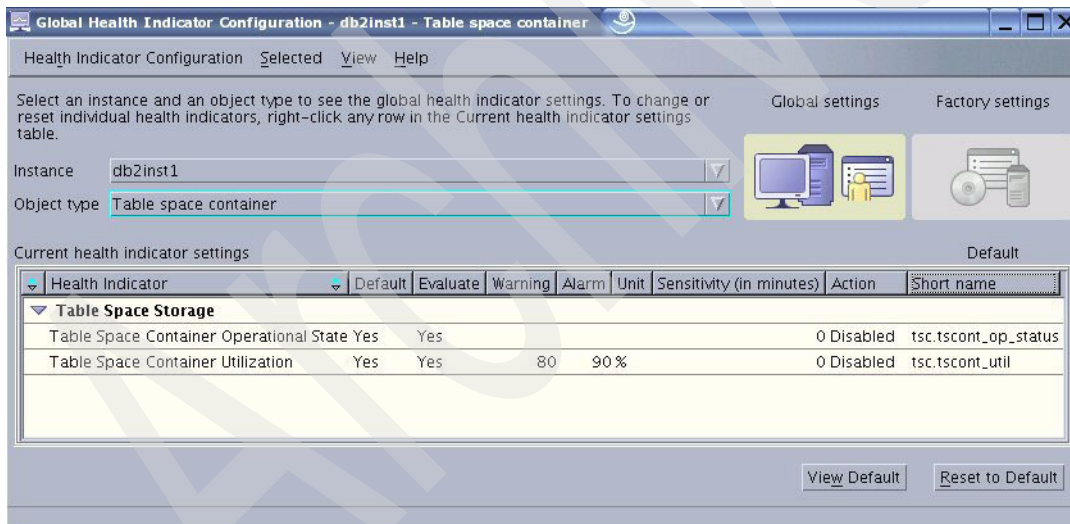 Global Health Indicator Configuration - db2inst1 - Table space container
Health Indicator Configuration Selected View Help
Select an instance and an object type to see the global health indicator settings. To change or
reset individual health indicators, right-click any row in the Current health indicator settings
table.
Global settings Factory settings
Instance db2inst1
Object type Table space container
Current health indicator settings Default
Health Indicator Default Evaluate Warning Alarm Unit Sensitivity (in minutes) Action Short name
Table Space Storage
Table Space Container Operational State Yes Yes 0 Disabled tsc.tscont_op_status
Table Space Container Utilization Yes Yes 80 90 % 0 Disabled tsc.tscont_util
View Default Reset to Default